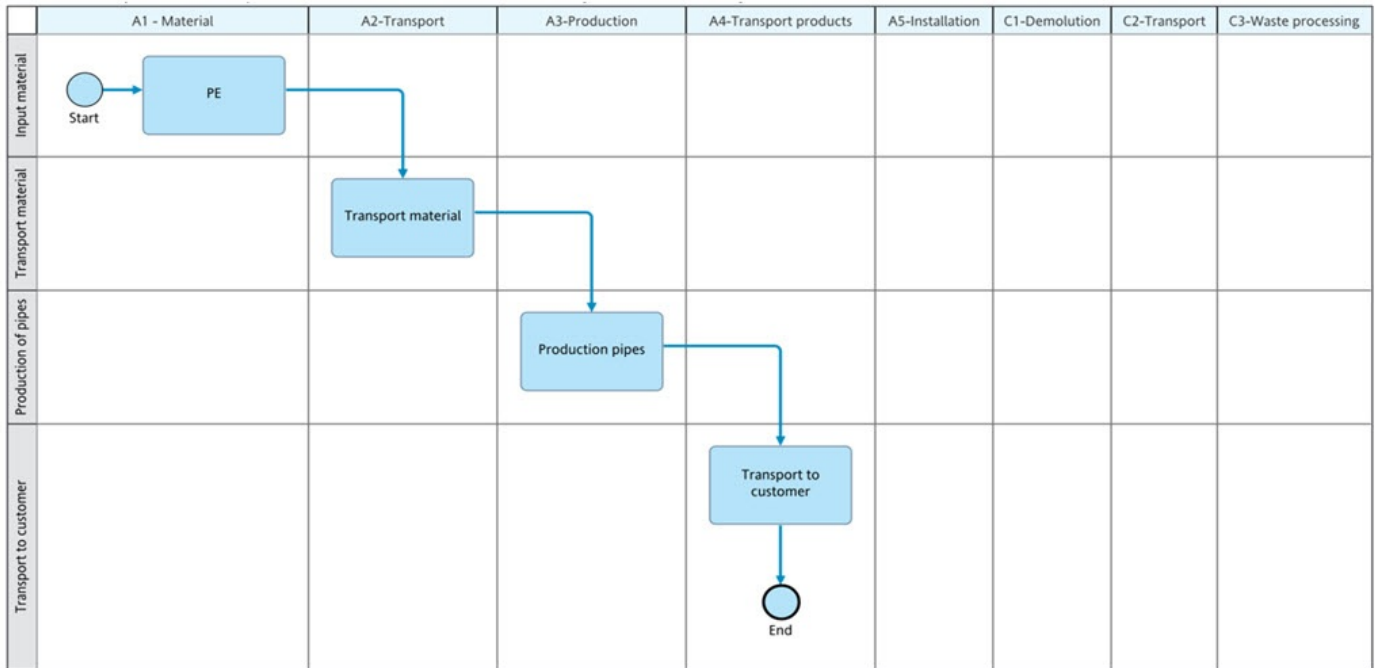 A1 - Material
A2-Transport
A3-Production
A4-Transport products
A5-Installation
C1-Demolution
C2-Transport
C3-Waste processing
Input material
Start
PE
Transport material
Transport material
Production of pipes
Production pipes
Transport to customer
Transport to
customer
End